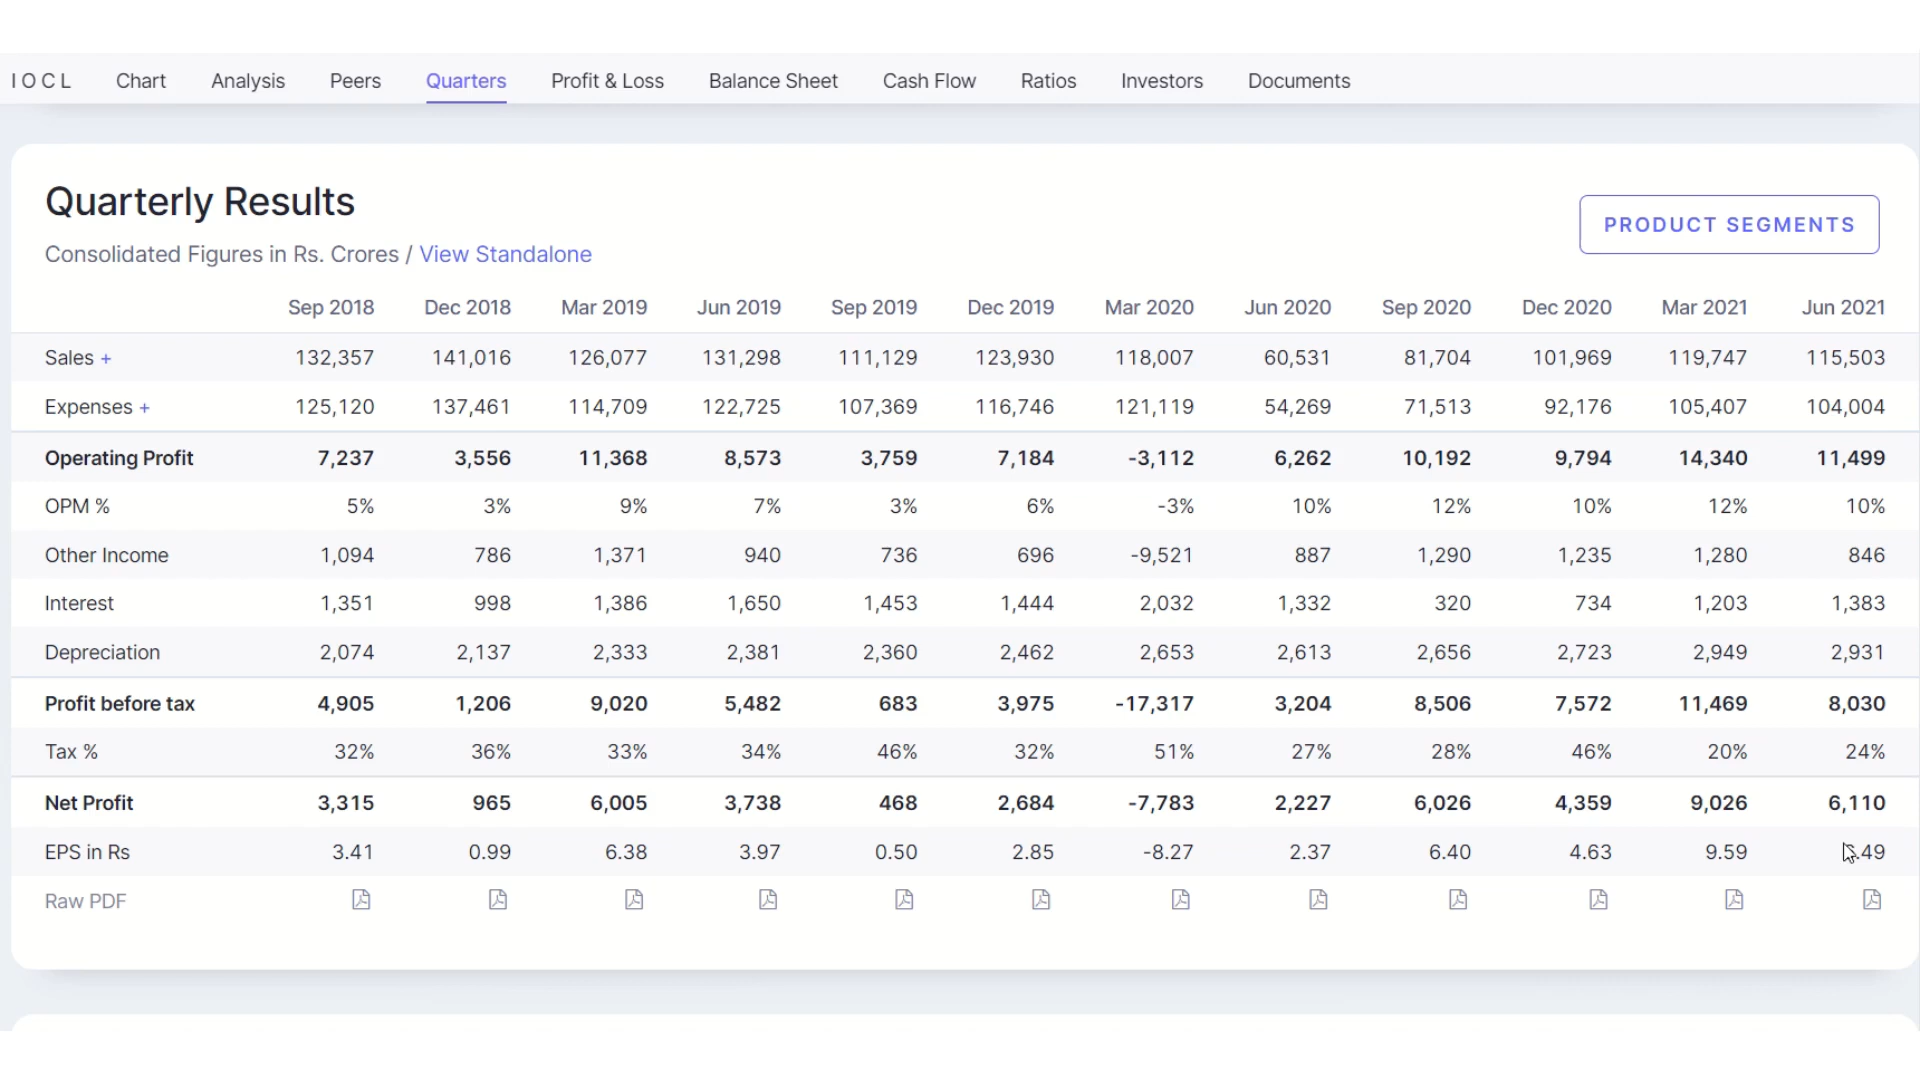 I O C L Chart Analysis Peers Quarters Profit & Loss Balance Sheet Cash Flow Ratios Investors Documents
Quarterly Results
PRODUCT SEGMENTS
Consolidated Figures in Rs. Crores / View Standalone
Sep 2018 Dec 2018 Mar 2019 Jun 2019 Sep 2019 Dec 2019 Mar 2020 Jun 2020 Sep 2020 Dec 2020 Mar 2021 Jun 2021
Sales + 132,357 141,016 126,077 131,298 111,129 123,930 118,007 60,531 81,704 101,969 119,747 115,503
Expenses + 125,120 137,461 114,709 122,725 107,369 116,746 121,119 54,269 71,513 92,176 105,407 104,004
Operating Profit 7,237 3,556 11,368 8,573 3,759 7,184 -3,112 6,262 10,192 9,794 14,340 11,499
OPM % 5% 3% 9% 7% 3% 6% -3% 10% 12% 10% 12% 10%
Other Income 1,094 786 1,371 940 736 696 -9,521 887 1,290 1,235 1,280 846
Interest 1,351 998 1,386 1,650 1,453 1,444 2,032 1,332 320 734 1,203 1,383
Depreciation 2,074 2,137 2,333 2,381 2,360 2,462 2,653 2,613 2,656 2,723 2,949 2,931
Profit before tax 4,905 1,206 9,020 5,482 683 3,975 -17,317 3,204 8,506 7,572 11,469 8,030
Tax % 32% 36% 33% 34% 46% 32% 51% 27% 28% 46% 20% 24%
Net Profit 3,315 965 6,005 3,738 468 2,684 -7,783 2,227 6,026 4,359 9,026 6,110
EPS in Rs 3.41 0.99 6.38 3.97 0.50 2.85 -8.27 2.37 6.40 4.63 9.59
Raw PDF